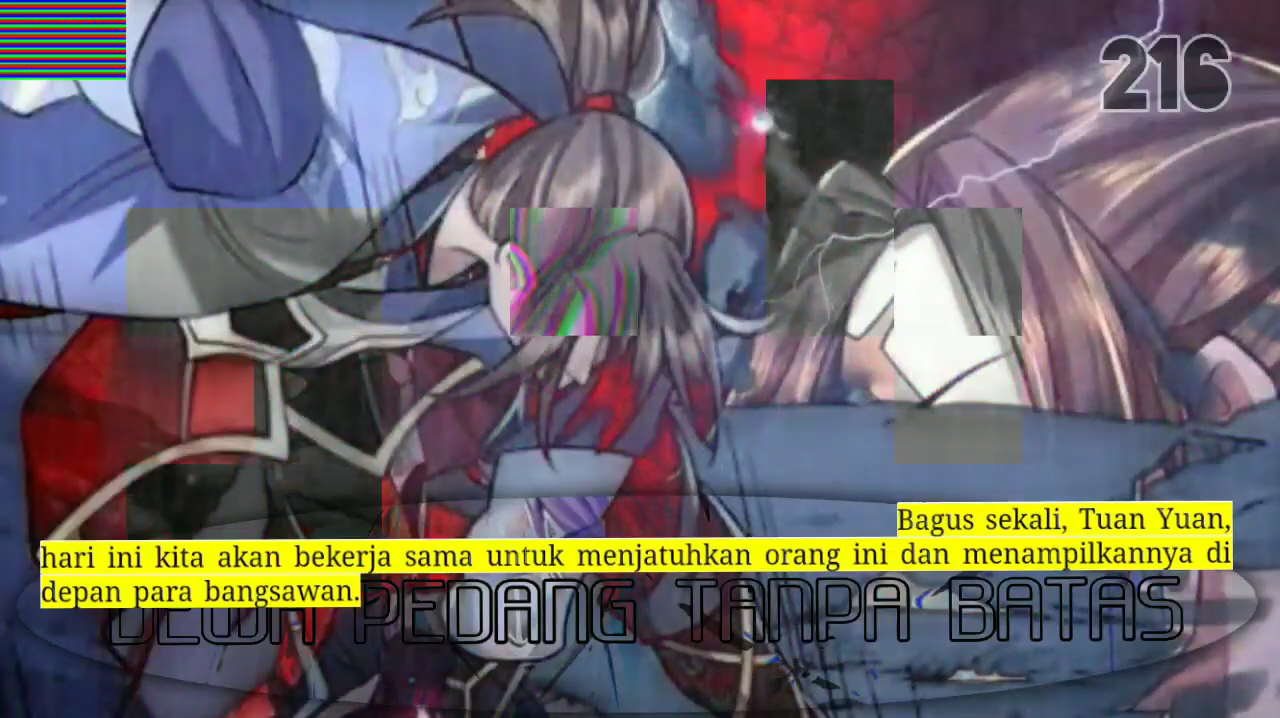 216
Bagus sekali, Tuan Yuan,
hari ini kita akan bekerja sama untuk menjatuhkan orang ini dan menampilkannya di
depan para bangsawan.
DEWA PEDANG TANPA BATAS